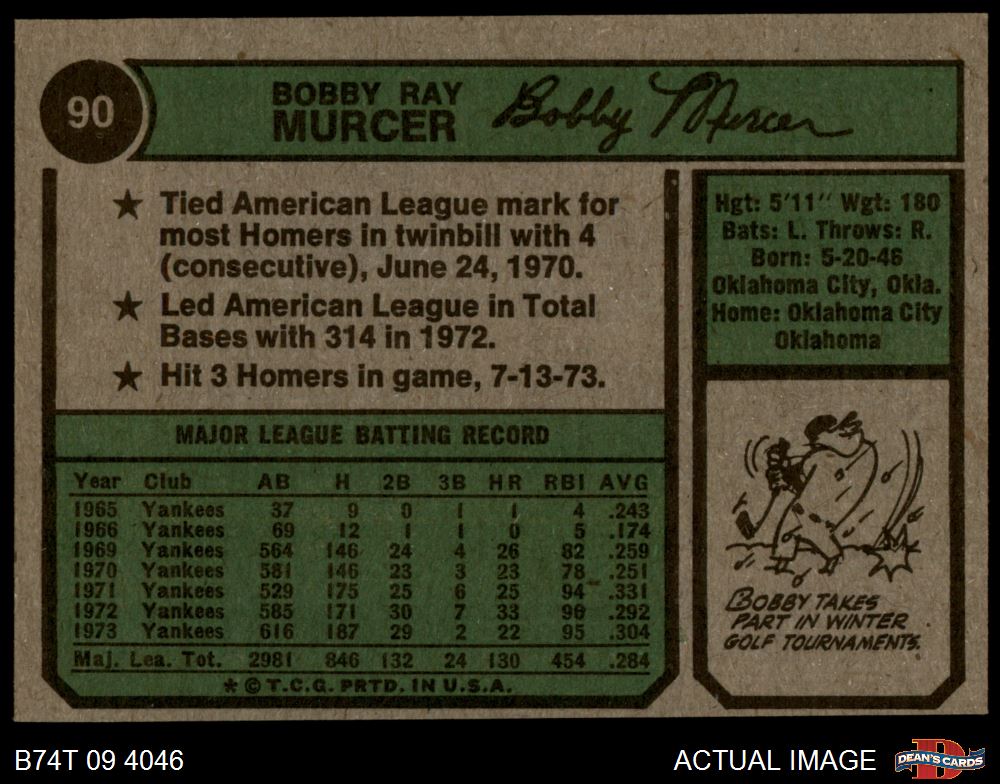 90
BOBBY RAY
MURCER
Bobby Murcer
★ Tied American League mark for
most Homers in twinbill with 4
(consecutive), June 24, 1970.
★ Led American League in Total
Bases with 314 in 1972.
★ Hit 3 Homers in game, 7-13-73.
Hgt: 5'11" Wgt: 180
Bats: L. Throws: R.
Born: 5-20-46
Oklahoma City, Okla.
Home: Oklahoma City
Oklahoma
MAJOR LEAGUE BATTING RECORD
Year Club AB H 2B 3B HR RBI AVG
1965 Yankees 37 9 0 1 1 4 .243
1966 Yankees 69 12 1 1 0 5 .174
1969 Yankees 564 146 24 4 26 82 .259
1970 Yankees 581 146 23 3 23 78 .251
1971 Yankees 529 175 25 6 25 94 .331
1972 Yankees 585 171 30 7 33 96 .292
1973 Yankees 616 187 29 2 22 95 .304
Maj. Lea. Tot. 2981 846 132 24 130 454 .284
★ © T.C.G. PRTD. IN U.S.A.
BOBBY TAKES
PART IN WINTER
GOLF TOURNAMENTS.
B74T 09 4046
ACTUAL IMAGE
D
DEAN'S CARDS